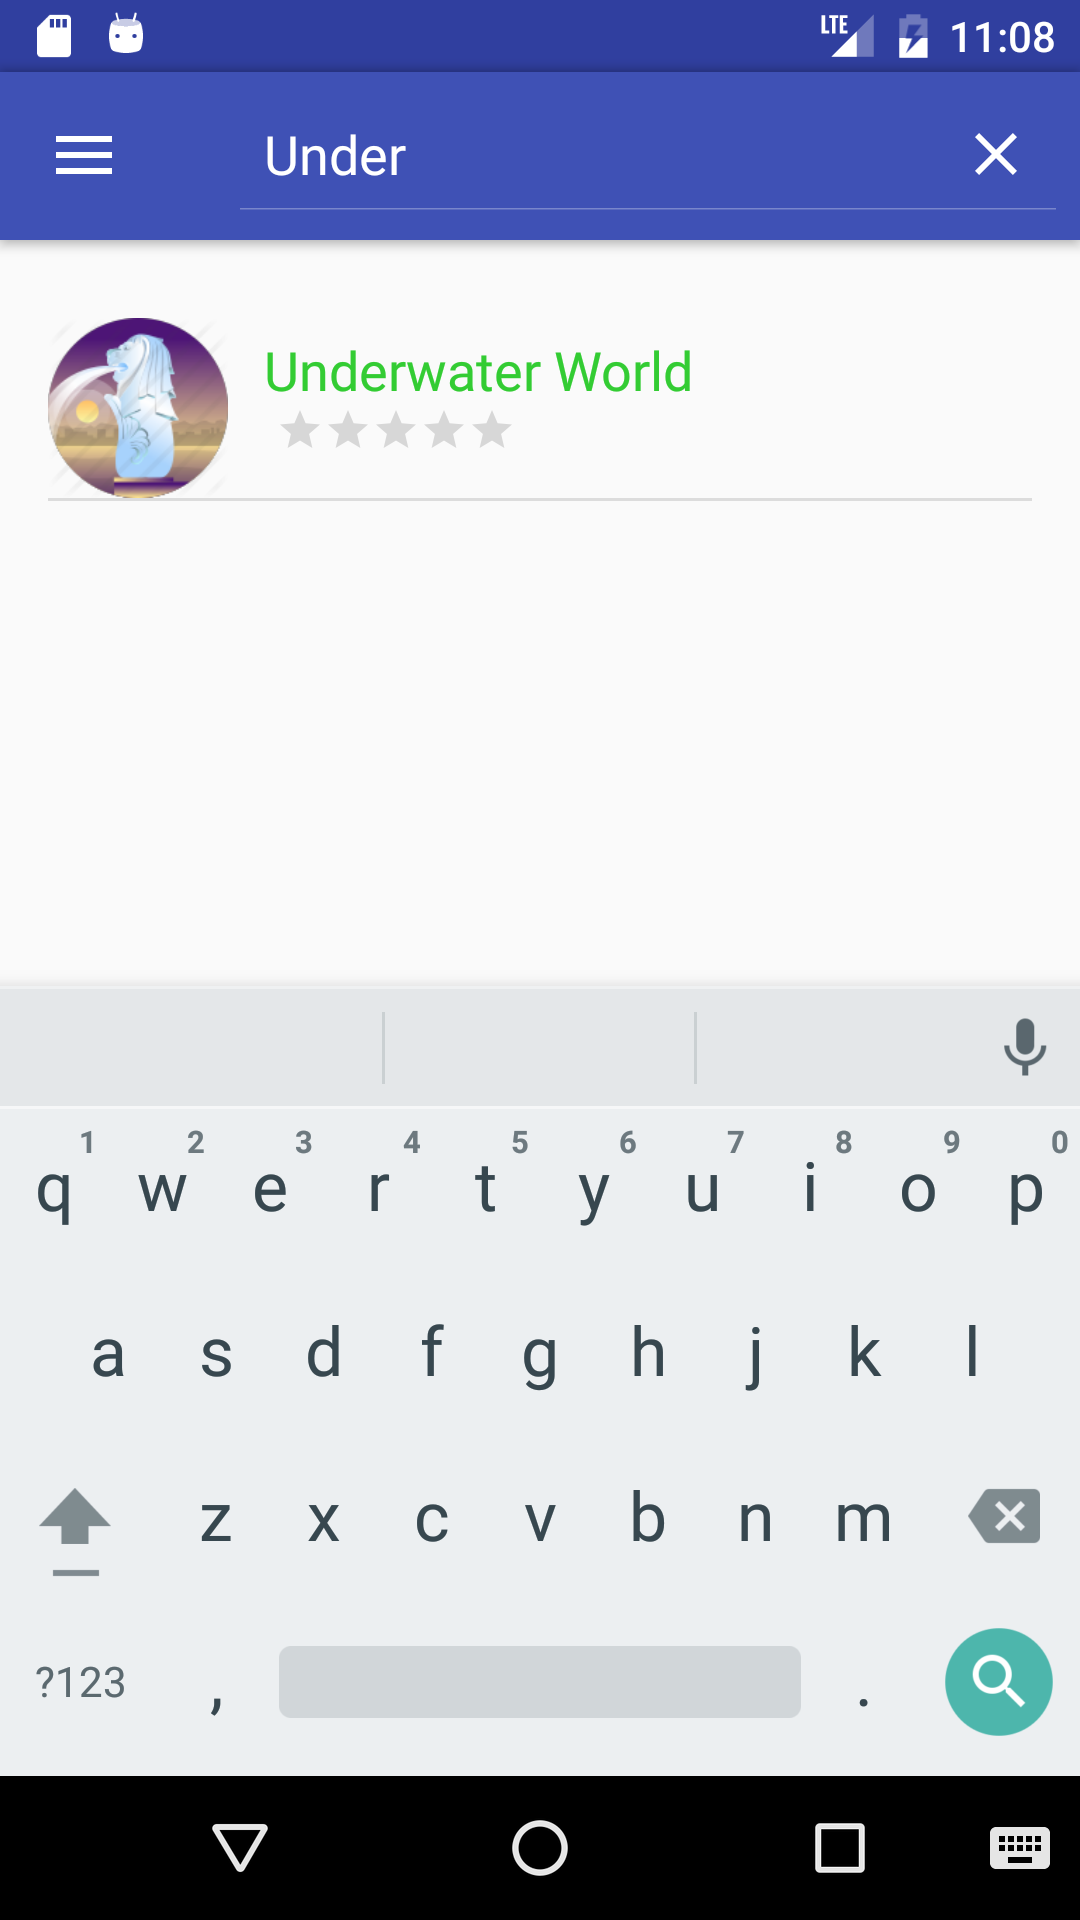 LTE 11:08
Under
Underwater World
1 2 3 4 5 6 7 8 9 0
q w e r t y u i o p
a s d f g h j k l
z x c v b n m
?123 , .